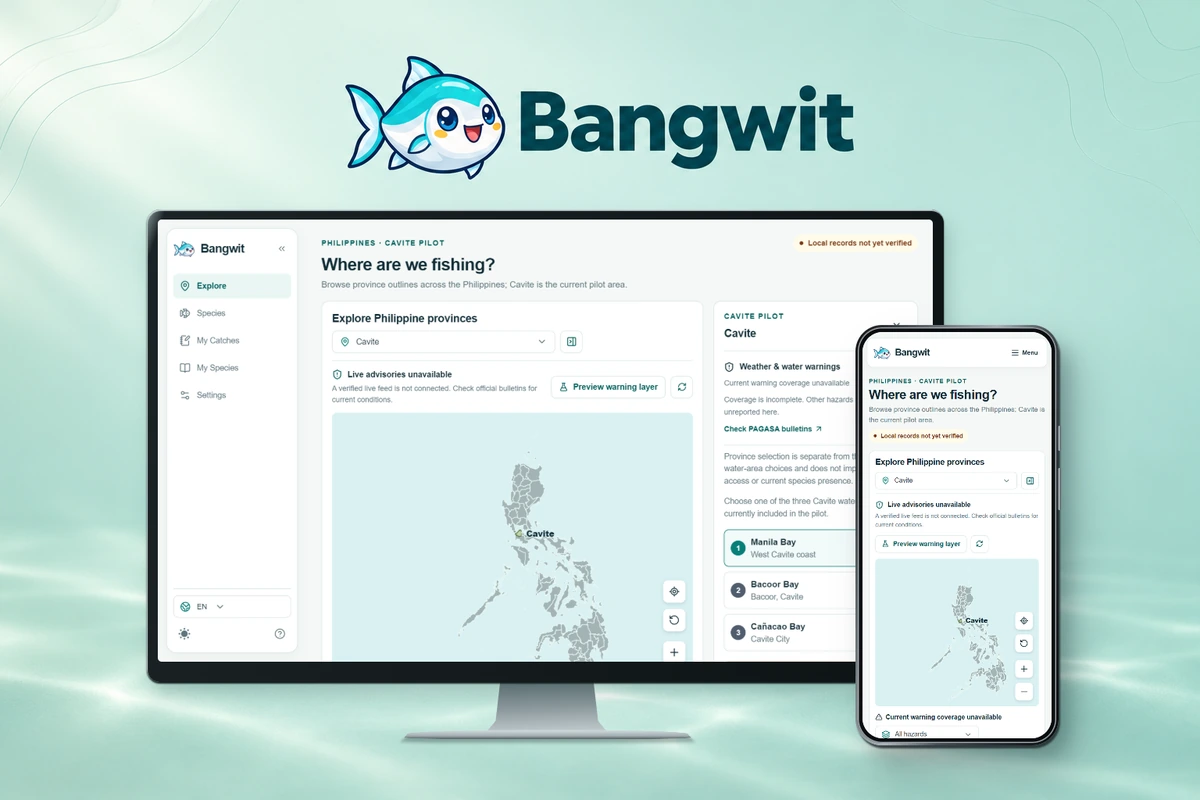 Bangwit
Bangwit
Explore
Species
My Catches
My Species
Settings
EN
PHILIPPINES · CAVITE PILOT
Local records not yet verified
Where are we fishing?
Browse province outlines across the Philippines; Cavite is the current pilot area.
Explore Philippine provinces
Cavite
Live advisories unavailable
A verified live feed is not connected. Check official bulletins for
current conditions.
Preview warning layer
Cavite
CAVITE PILOT
Cavite
Weather & water warnings
Current warning coverage unavailable
Coverage is incomplete. Other hazards
unreported here.
Check PAGASA bulletins
Province selection is separate from
water-area choices and does not
access or current species presence.
Choose one of the three Cavite
currently included in the pilot.
1
Manila Bay
West Cavite coast
2
Bacoor Bay
Bacoor, Cavite
3
Cañacao Bay
Cavite City
Bangwit
Menu
PHILIPPINES · CAVITE PILOT
Where are we fishing?
Browse province outlines across the Philippines; Cavite is
the current pilot area.
Local records not yet verified
Explore Philippine provinces
Cavite
Live advisories unavailable
A verified live feed is not connected. Check official bulletins for
current conditions.
Preview warning layer
Cavite
Current warning coverage unavailable
All hazards